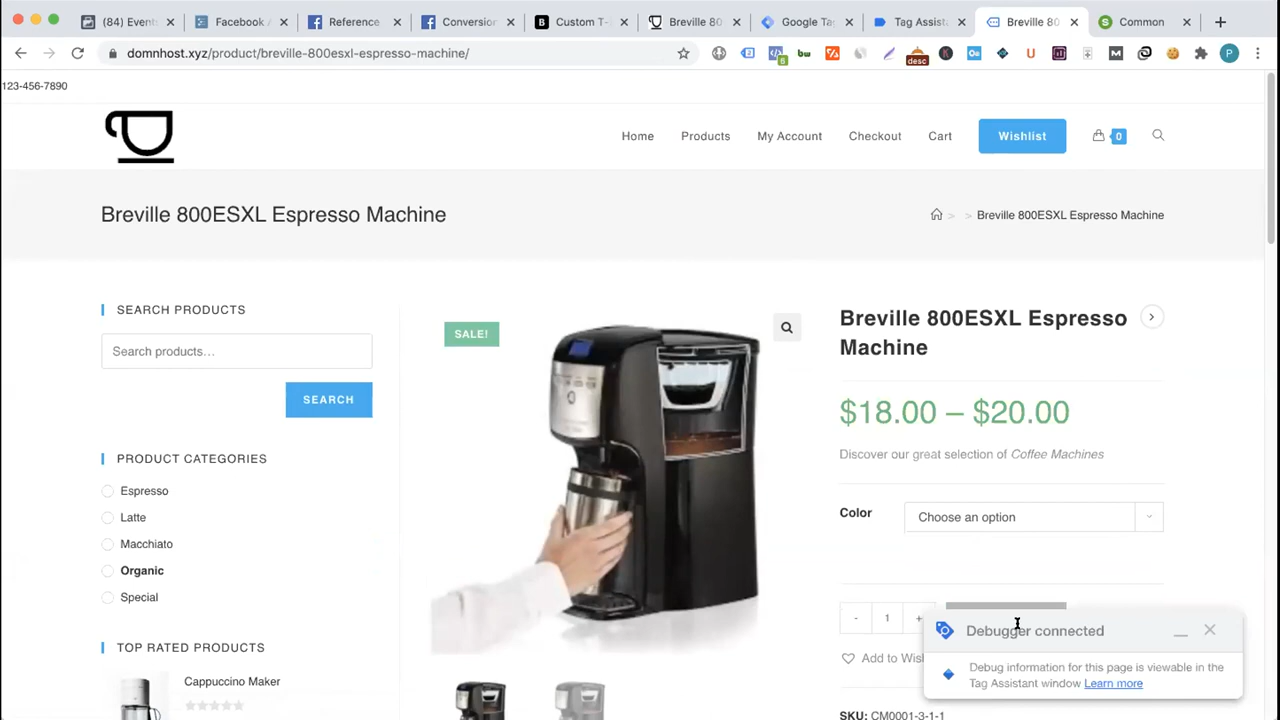 (84) Event
Facebook
Reference
Conversion
Custom T-
Breville 80
Google Tag
Tag Assist
Breville 80
Common
domnhost.xyz/product/breville-800esxl-espresso-machine/
desc
123-456-7890
Home
Products
My Account
Checkout
Cart
Wishlist
0
Breville 800ESXL Espresso Machine
> > Breville 800ESXL Espresso Machine
SEARCH PRODUCTS
Search products...
SEARCH
PRODUCT CATEGORIES
Espresso
Latte
Macchiato
Organic
Special
TOP RATED PRODUCTS
Cappuccino Maker
SALE!
Breville 800ESXL Espresso
Machine
$18.00 – $20.00
Discover our great selection of Coffee Machines
Color
Choose an option
- 1 +
Add to Wish
SKU: CM0001-3-1-1
Debugger connected
Debug information for this page is viewable in the
Tag Assistant window Learn more